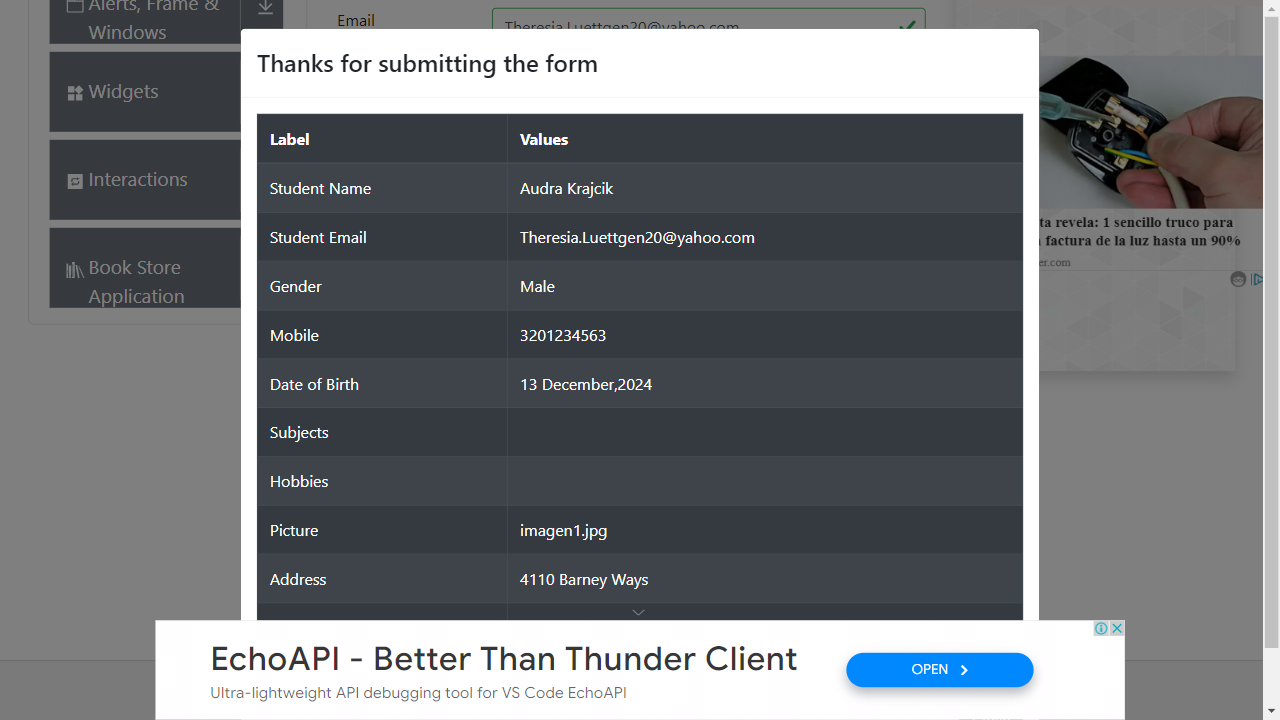 Alerts, Frame &
Windows
Widgets
Interactions
Book Store
Application
Email
Theresia.Luettgen20@yahoo.com
Thanks for submitting the form
Label Values
Student Name Audra Krajcik
Student Email Theresia.Luettgen20@yahoo.com
Gender Male
Mobile 3201234563
Date of Birth 13 December,2024
Subjects
Hobbies
Picture imagen1.jpg
Address 4110 Barney Ways
ta revela: 1 sencillo truco para
factura de la luz hasta un 90%
er.com
EchoAPI - Better Than Thunder Client
Ultra-lightweight API debugging tool for VS Code EchoAPI
OPEN